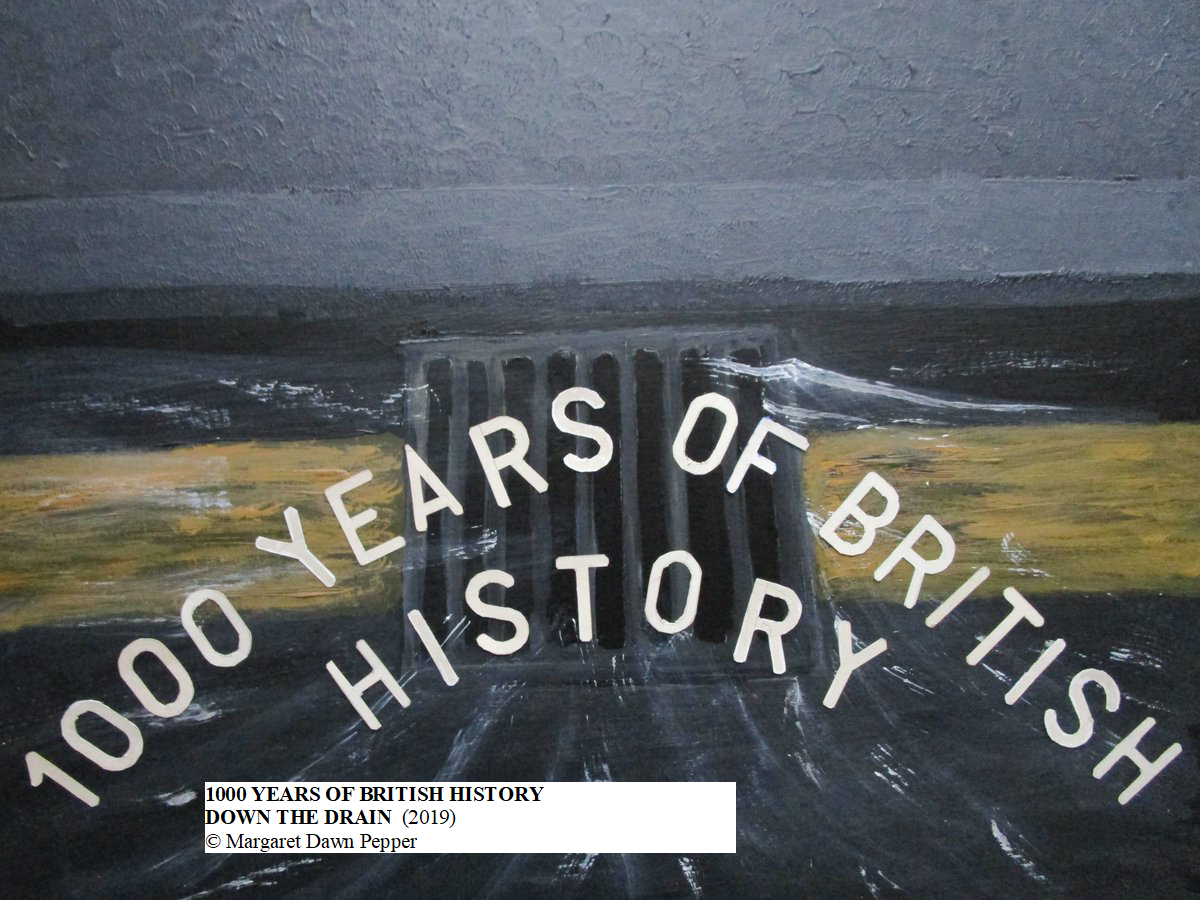 1000 YEARS OF BRITISH
HISTORY
1000 YEARS OF BRITISH HISTORY
DOWN THE DRAIN (2019)
© Margaret Dawn Pepper